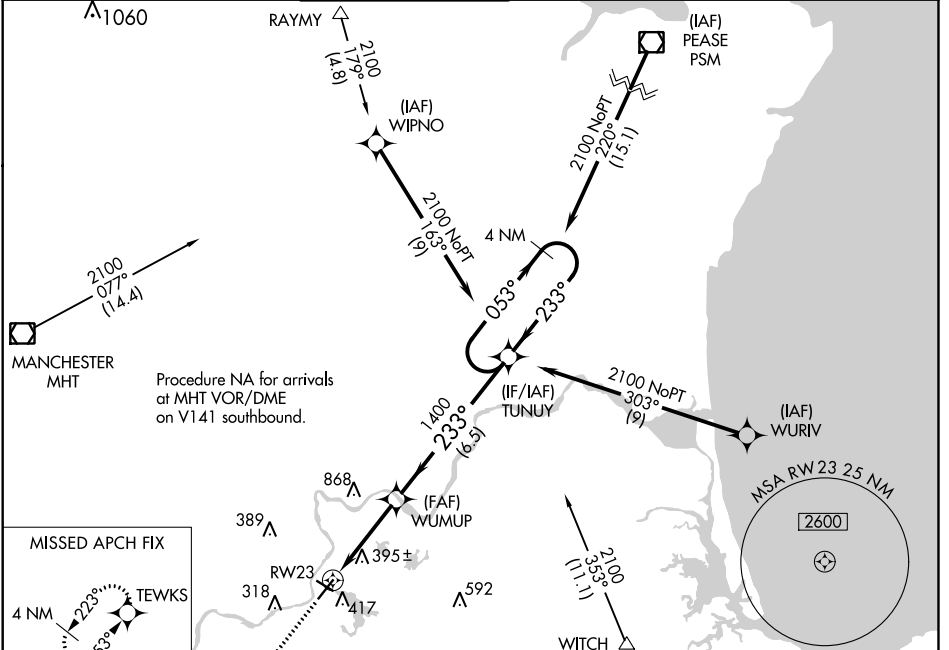 1060
RAYMY
2100
179°
(4.8)
(IAF)
PEASE
PSM
(IAF)
WIPNO
2100 NoPT
220°
(15.1)
2100 NoPT
163°
(9)
4 NM
053°
233°
2100
077°
(14.4)
MANCHESTER
MHT
Procedure NA for arrivals
at MHT VOR/DME
on V141 southbound.
(IF/IAF)
TUNUY
2100 NoPT
303°
(9)
(IAF)
WURIV
1400
233°
(6.5)
868
(FAF)
WUMUP
389
395±
MSA RW 23 25 NM
2600
MISSED APCH FIX
RW23
318
417
592
2100
353°
(11.1)
4 NM
223°
TEWKS
53°
WITCH